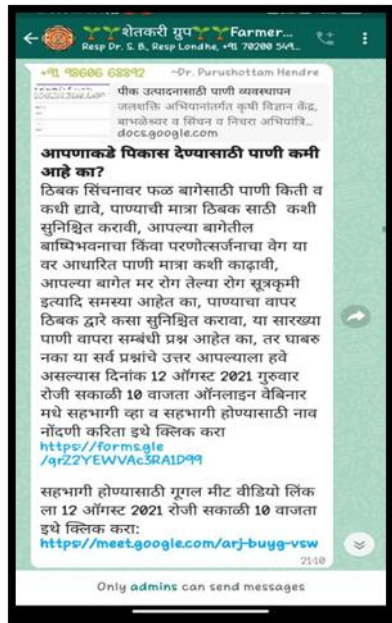 शेतकरी ग्रुप Farmer...
Resp Dr. S. B., Resp Londhe, +91 70200 549...
+91 98606 68892 ~Dr. Purushottam Hendre
पीक उत्पादनासाठी पाणी व्यवस्थापन
जलशक्ति अभियानांतर्गत कृषी विज्ञान केंद्र,
बाभळेश्वर व सिंचन व निचरा अभियांत्रि...
docs.google.com
आपणाकडे पिकास देण्यासाठी पाणी कमी
आहे का?
ठिबक सिंचनावर फळ बागेसाठी पाणी किती व
कधी द्यावे, पाण्याची मात्रा ठिबक साठी कशी
सुनिश्चित करावी, आपल्या बागेतील
बाष्पिभवनाचा किंवा परणोत्सर्जनाचा वेग या
वर आधारित पाणी मात्रा कशी काढावी,
आपल्या बागेत मर रोग तेल्या रोग सूत्रकृमी
इत्यादि समस्या आहेत का, पाण्याचा वापर
ठिबक द्वारे कसा सुनिश्चित करावा, या सारख्या
पाणी वापरा सम्बंधी प्रश्न आहेत का, तर घाबरु
नका या सर्व प्रश्नांचे उत्तर आपल्याला हवे
असल्यास दिनांक 12 ऑगस्ट 2021 गुरुवार
रोजी सकाळी 10 वाजता ऑनलाइन वेबिनार
मधे सहभागी व्हा व सहभागी होण्यासाठी नाव
नोंदणी करिता इथे क्लिक करा
https://forms.gle
/qrZ2YEWVAc3RA1D99
सहभागी होण्यासाठी गूगल मीट वीडियो लिंक
ला 12 ऑगस्ट 2021 रोजी सकाळी 10 वाजता
इथे क्लिक करा:
https://meet.google.com/arj-buyg-vsw
21:10
Only admins can send messages